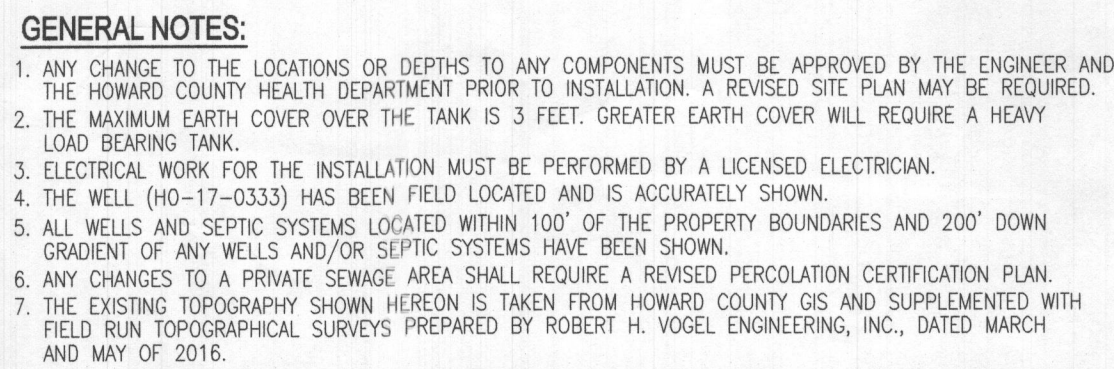 GENERAL NOTES:
1. ANY CHANGE TO THE LOCATIONS OR DEPTHS TO ANY COMPONENTS MUST BE APPROVED BY THE ENGINEER AND
THE HOWARD COUNTY HEALTH DEPARTMENT PRIOR TO INSTALLATION. A REVISED SITE PLAN MAY BE REQUIRED.
2. THE MAXIMUM EARTH COVER OVER THE TANK IS 3 FEET. GREATER EARTH COVER WILL REQUIRE A HEAVY
LOAD BEARING TANK.
3. ELECTRICAL WORK FOR THE INSTALLATION MUST BE PERFORMED BY A LICENSED ELECTRICIAN.
4. THE WELL (HO-17-0333) HAS BEEN FIELD LOCATED AND IS ACCURATELY SHOWN.
5. ALL WELLS AND SEPTIC SYSTEMS LOCATED WITHIN 100' OF THE PROPERTY BOUNDARIES AND 200' DOWN
GRADIENT OF ANY WELLS AND/OR SEPTIC SYSTEMS HAVE BEEN SHOWN.
6. ANY CHANGES TO A PRIVATE SEWAGE AREA SHALL REQUIRE A REVISED PERCOLATION CERTIFICATION PLAN.
7. THE EXISTING TOPOGRAPHY SHOWN HEREON IS TAKEN FROM HOWARD COUNTY GIS AND SUPPLEMENTED WITH
FIELD RUN TOPOGRAPHICAL SURVEYS PREPARED BY ROBERT H. VOGEL ENGINEERING, INC., DATED MARCH
AND MAY OF 2016.